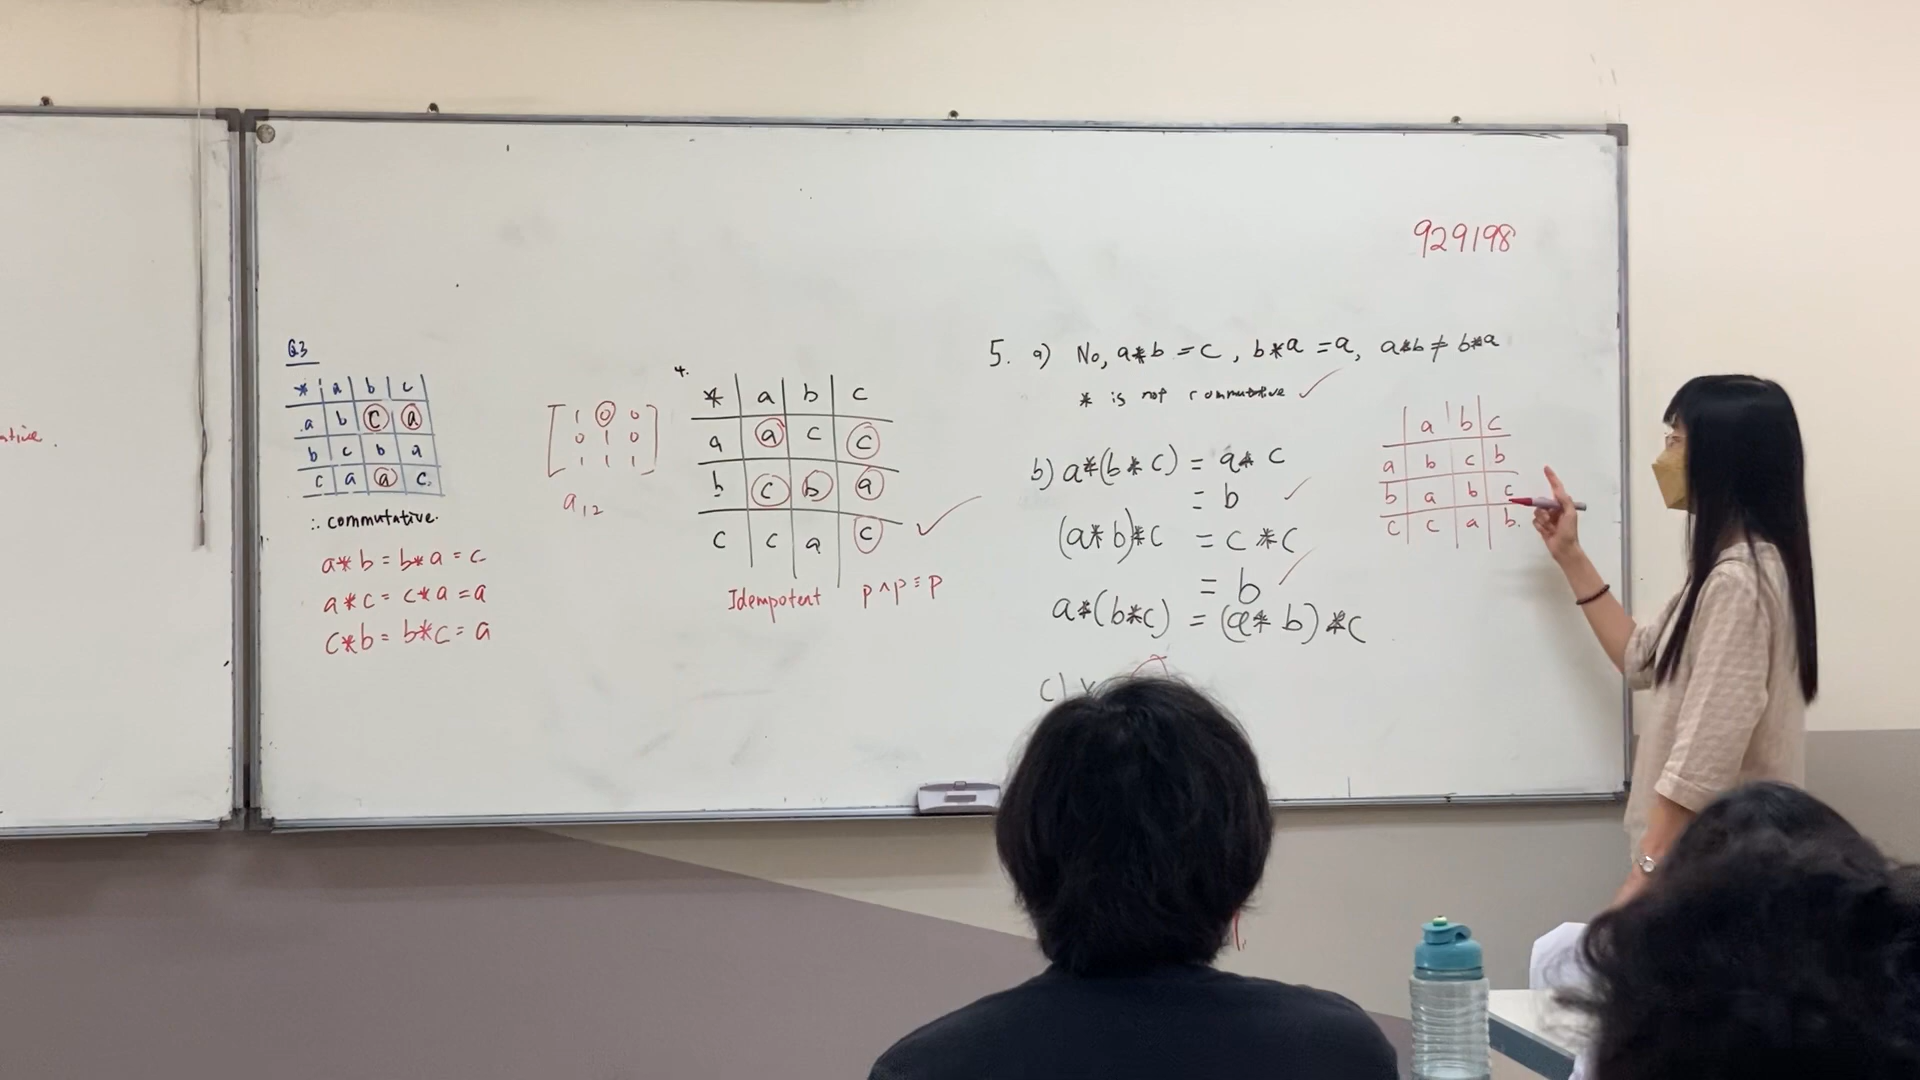 ative.
929198
Q3
* a b c
a b c a
b c b a
c a a c
∴ commutative.
a*b = b*a = c
a*c = c*a = a
c*b = b*c = a
1 0 0
0 1 0
1 1 1
a12
4.
* a b c
a a c c
b c b a
c c a c
✓
Idempotent p∧p≡p
5. a) No, a*b = c, b*a = a, a*b ≠ b*a
* is not commutative ✓
b) a*(b*c) = a*c
= b ✓
(a*b)*c = c*c
= b ✓
a*(b*c) = (a*b)*c
c)
a b c
a b c b
b a b c
c c a b.